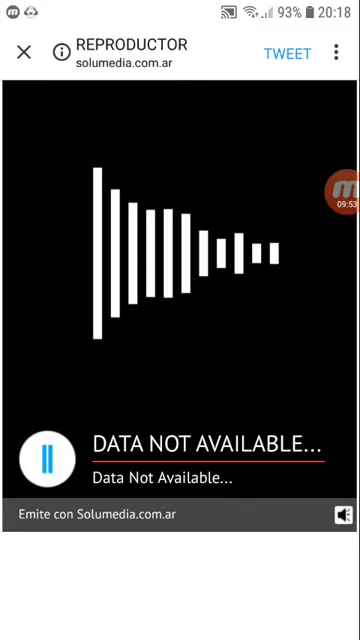 93% 20:18
REPRODUCTOR
solumedia.com.ar
TWEET
09:53
DATA NOT AVAILABLE...
Data Not Available...
Emite con Solumedia.com.ar